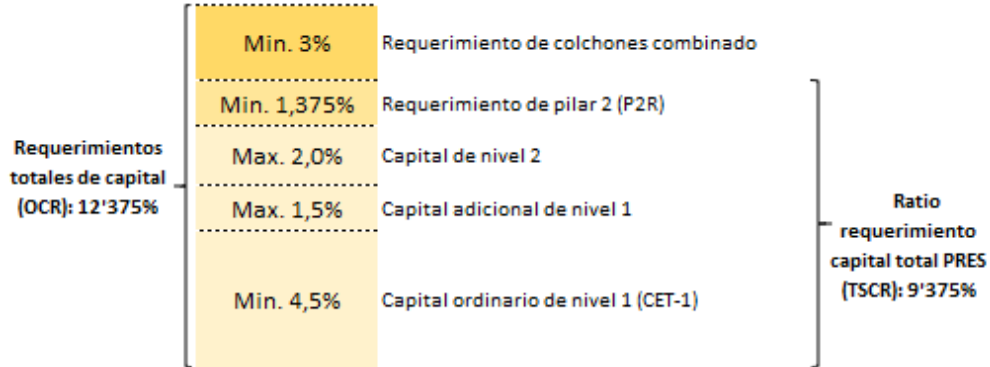 Min. 3%
Requerimiento de colchones combinado
Min. 1,375%
Requerimiento de pilar 2 (P2R)
Requerimientos
totales de capital
(OCR): 12'375%
Max. 2,0%
Capital de nivel 2
Max. 1,5%
Capital adicional de nivel 1
Min. 4,5%
Capital ordinario de nivel 1 (CET-1)
Ratio
requerimiento
capital total PRES
(TSCR): 9'375%